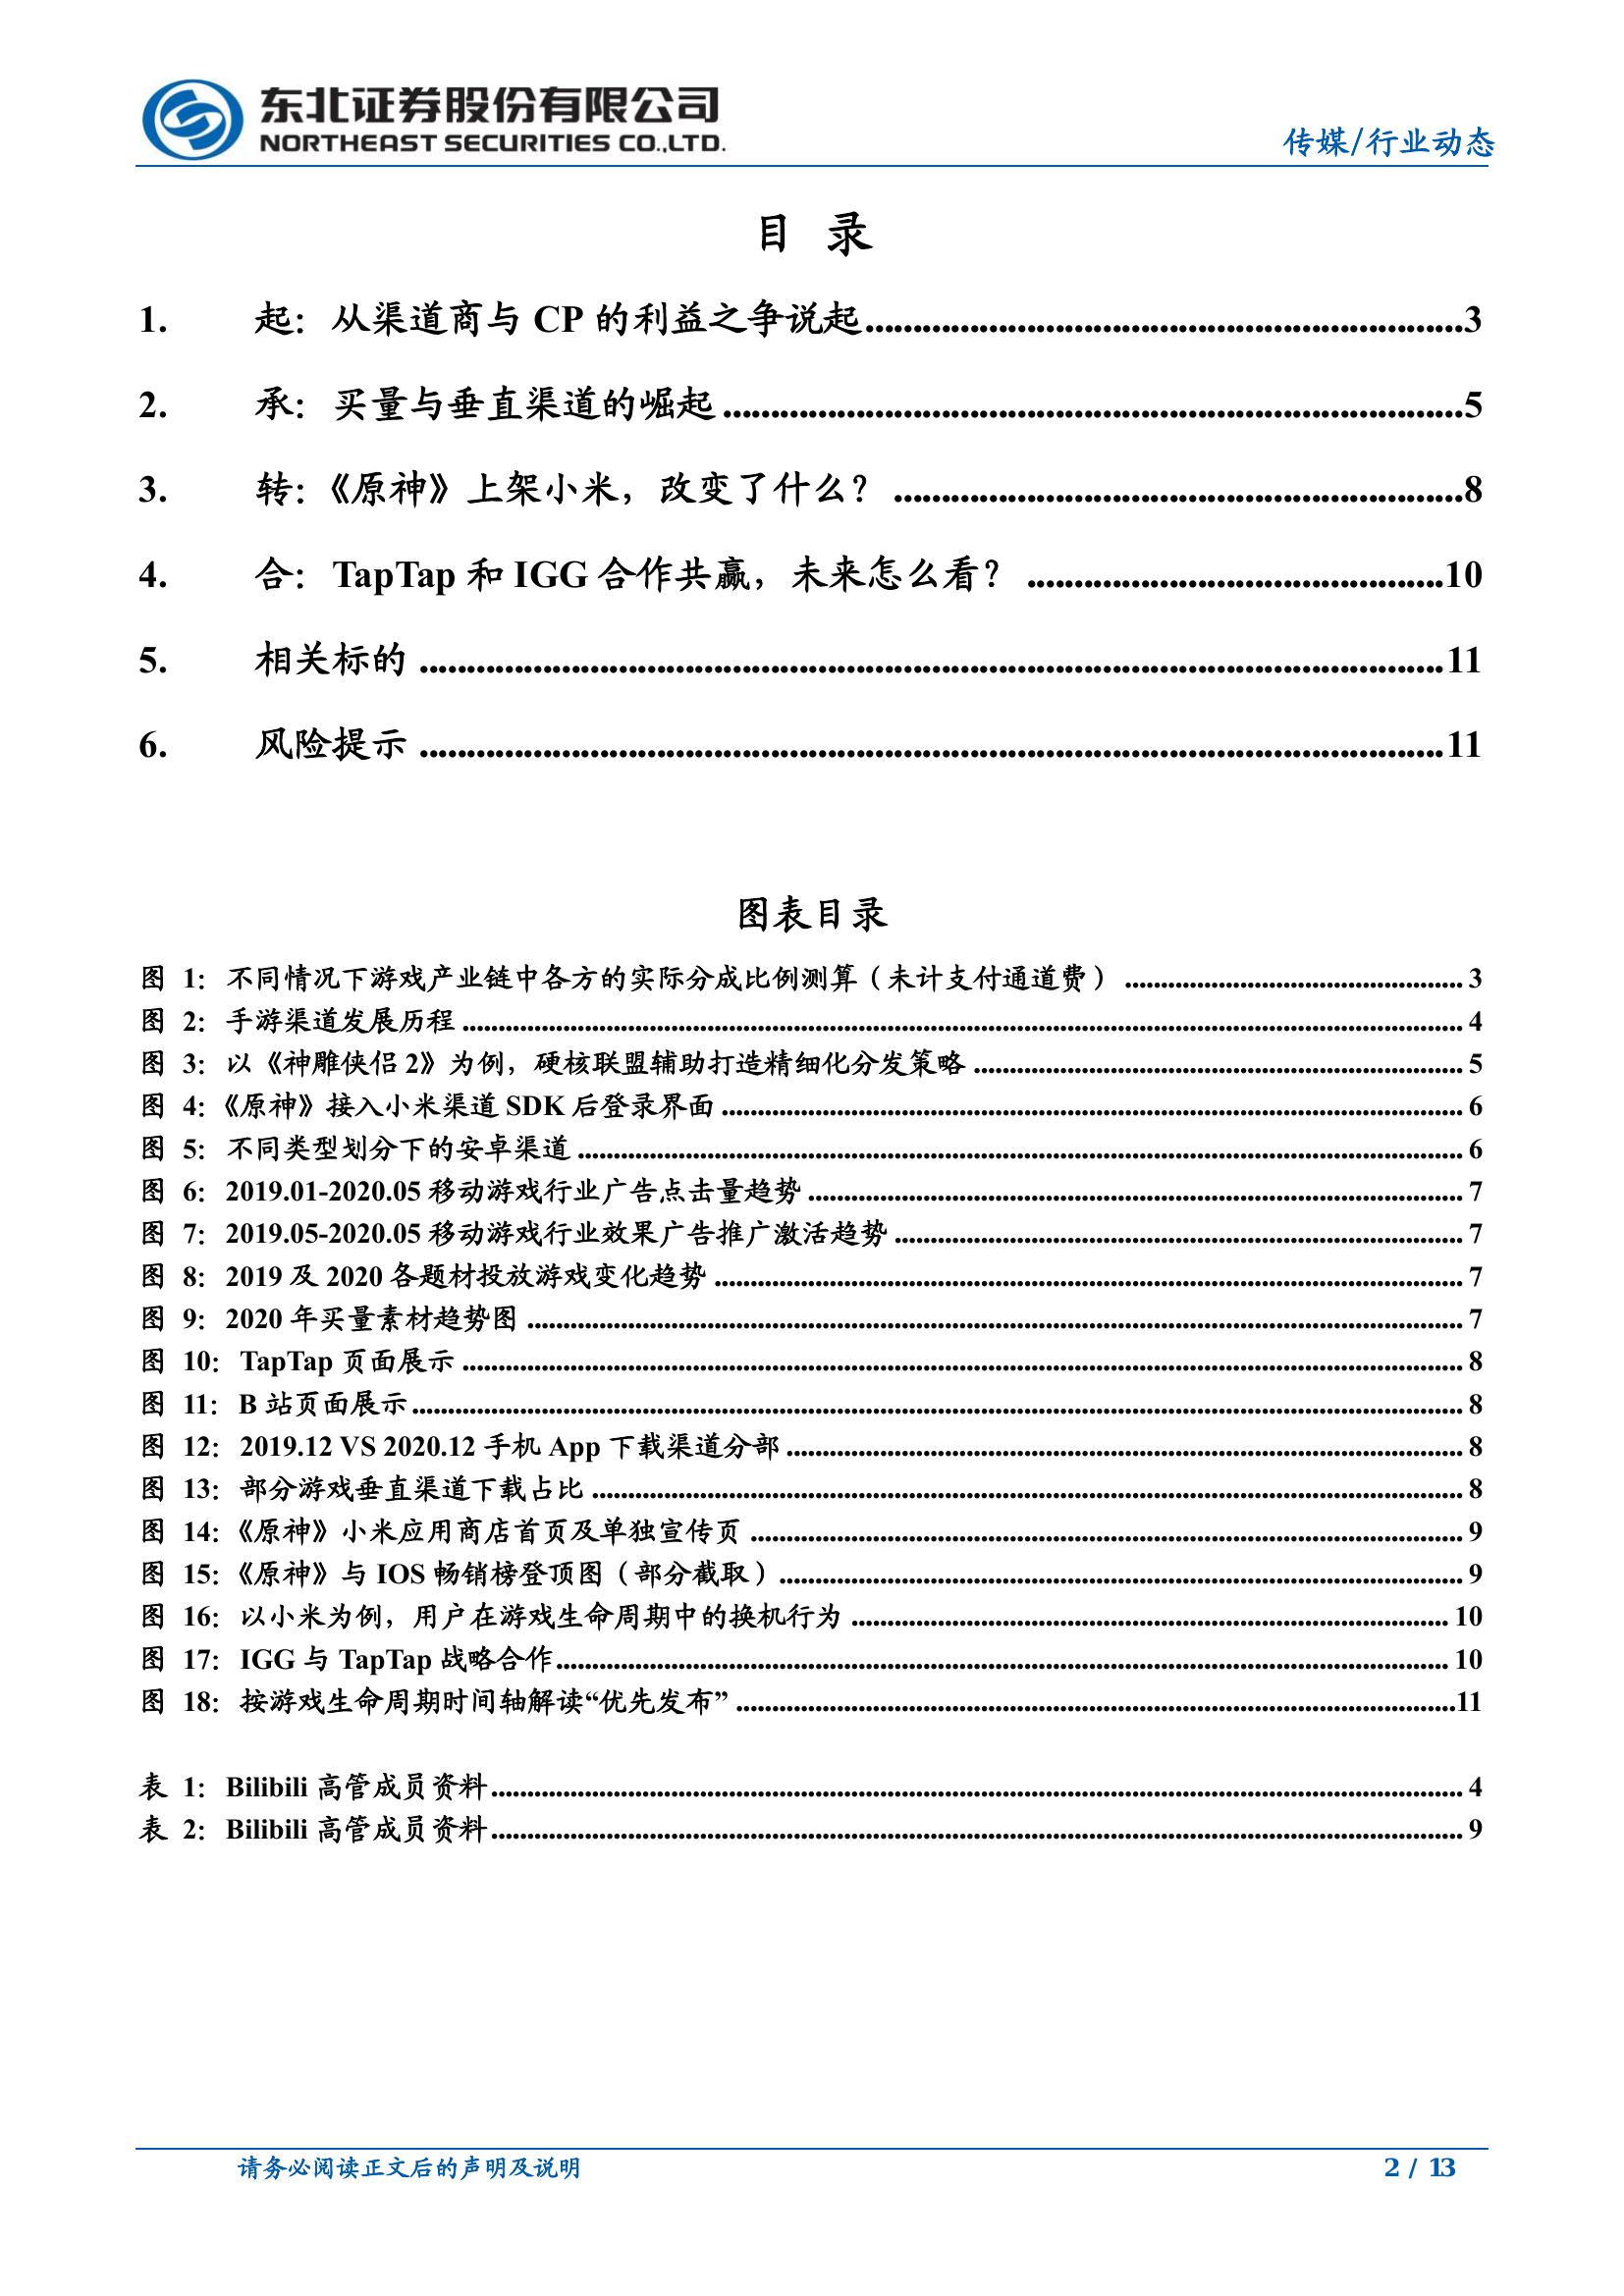 东北证券股份有限公司
NORTHEAST SECURITIES CO.,LTD.
传媒/行业动态
目 录
1. 起：从渠道商与 CP 的利益之争说起..............................................................3
2. 承：买量与垂直渠道的崛起..............................................................................5
3. 转：《原神》上架小米，改变了什么？ ............................................................8
4. 合：TapTap 和 IGG 合作共赢，未来怎么看？ ............................................10
5. 相关标的 ...........................................................................................................11
6. 风险提示 ...........................................................................................................11
图表目录
图 1：不同情况下游戏产业链中各方的实际分成比例测算（未计支付通道费） ............................................... 3
图 2：手游渠道发展历程 ........................................................................................................................................... 4
图 3：以《神雕侠侣 2》为例，硬核联盟辅助打造精细化分发策略 .................................................................... 5
图 4：《原神》接入小米渠道 SDK 后登录界面 ....................................................................................................... 6
图 5：不同类型划分下的安卓渠道 ........................................................................................................................... 6
图 6：2019.01-2020.05 移动游戏行业广告点击量趋势 ........................................................................................... 7
图 7：2019.05-2020.05 移动游戏行业效果广告推广激活趋势 ............................................................................... 7
图 8：2019 及 2020 各题材投放游戏变化趋势 ........................................................................................................ 7
图 9：2020 年买量素材趋势图 .................................................................................................................................. 7
图 10：TapTap 页面展示 ........................................................................................................................................... 8
图 11：B 站页面展示 .................................................................................................................................................. 8
图 12：2019.12 VS 2020.12 手机 App 下载渠道分部 .............................................................................................. 8
图 13：部分游戏垂直渠道下载占比 ......................................................................................................................... 8
图 14：《原神》小米应用商店首页及单独宣传页 ................................................................................................... 9
图 15：《原神》与 IOS 畅销榜登顶图（部分截取） ............................................................................................... 9
图 16：以小米为例，用户在游戏生命周期中的换机行为 ................................................................................... 10
图 17：IGG 与 TapTap 战略合作 ............................................................................................................................ 10
图 18：按游戏生命周期时间轴解读“优先发布” ....................................................................................................11
表 1：Bilibili 高管成员资料 ....................................................................................................................................... 4
表 2：Bilibili 高管成员资料 ....................................................................................................................................... 9
请务必阅读正文后的声明及说明
2 / 13